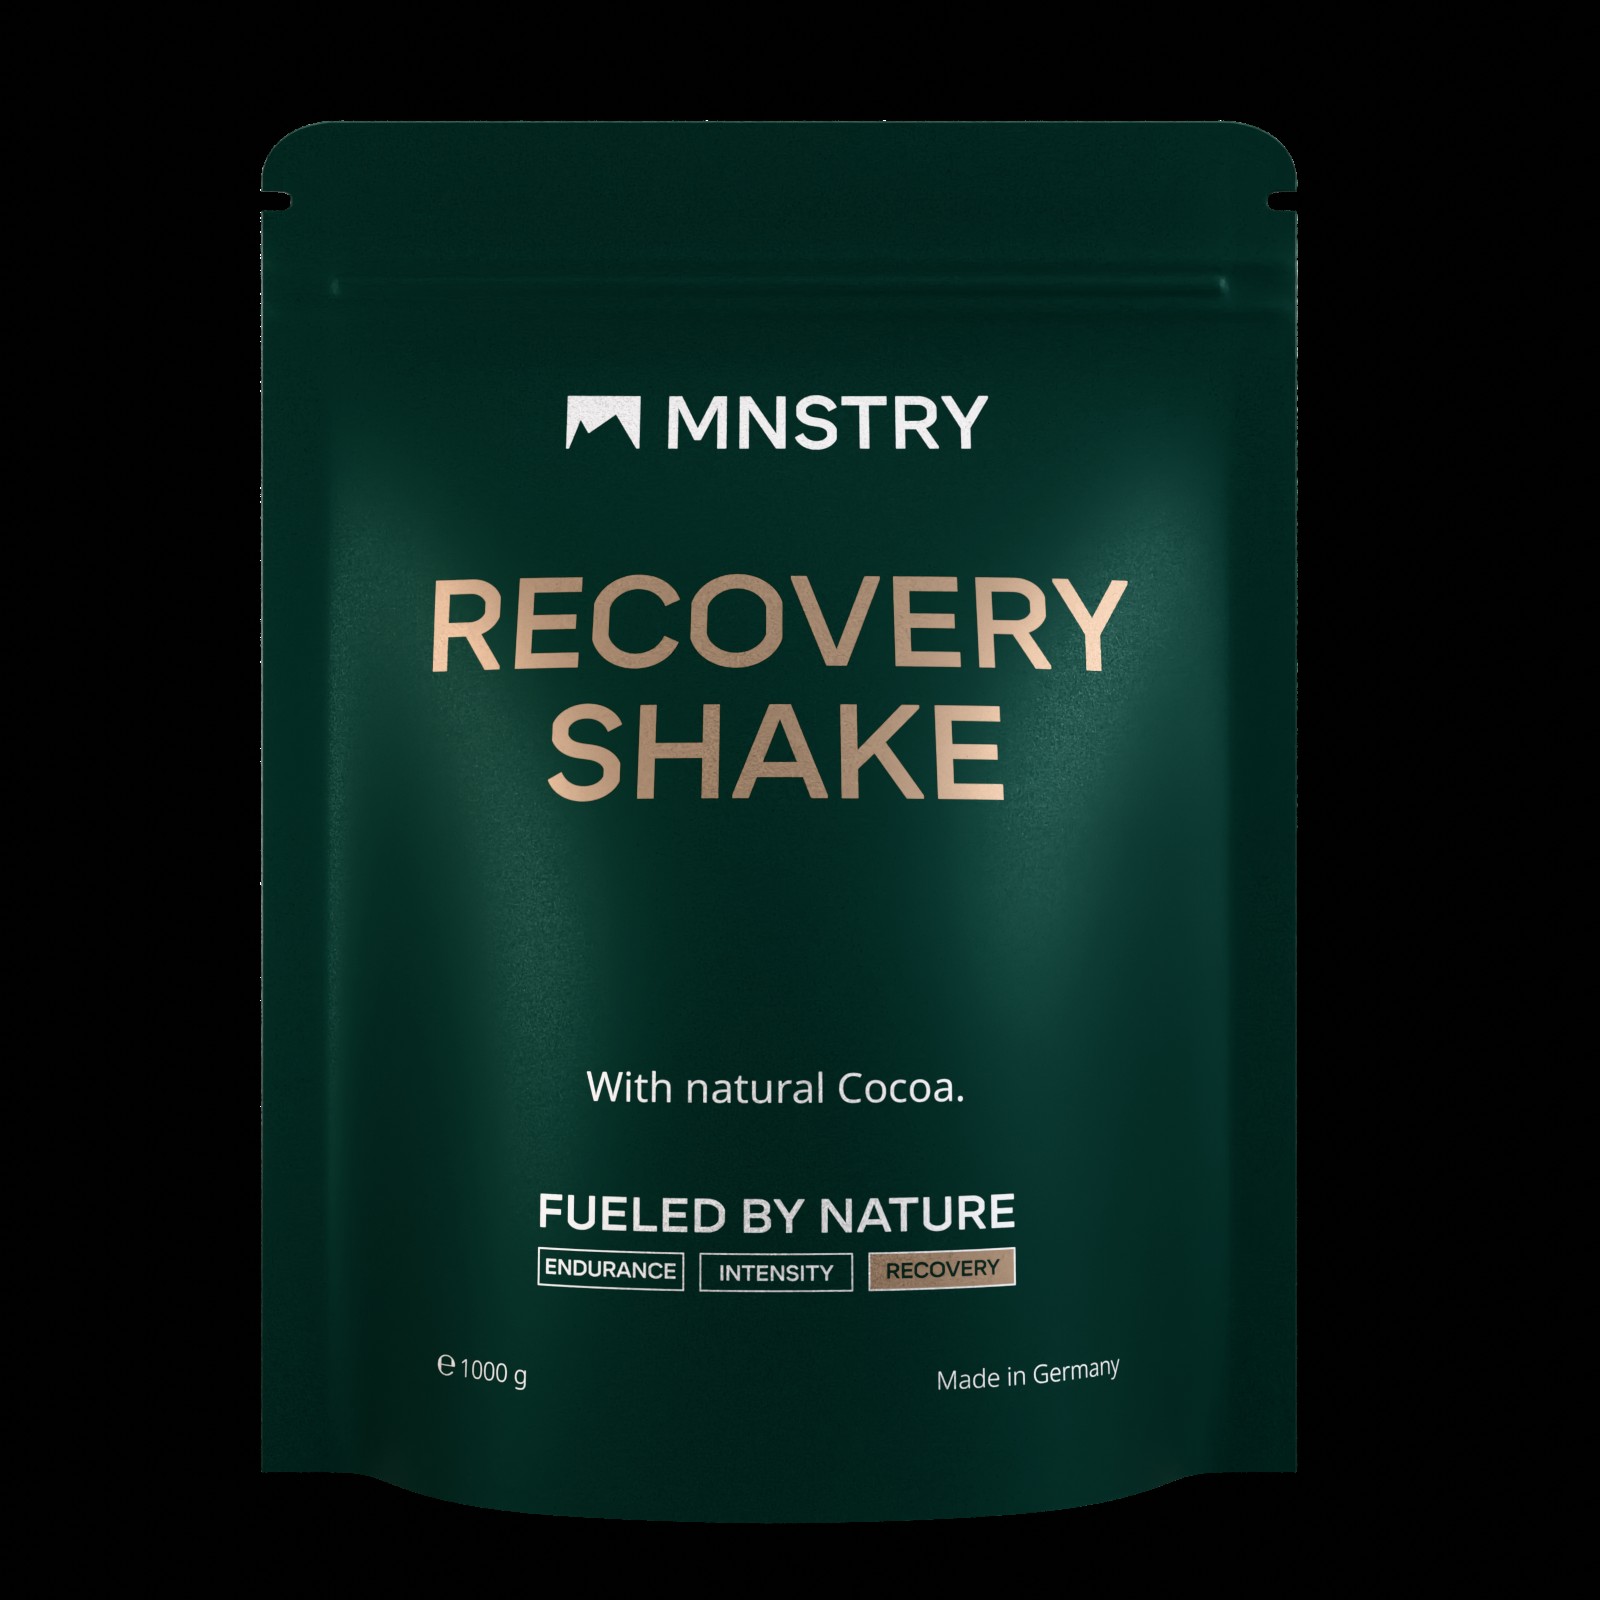 MNSTRY
RECOVERY
SHAKE
With natural Cocoa.
FUELED BY NATURE
ENDURANCE INTENSITY RECOVERY
℮ 1000 g Made in Germany